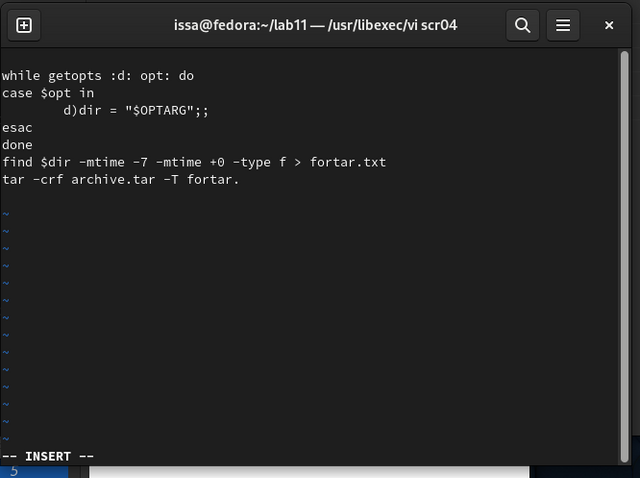 issa@fedora:~/lab11 — /usr/libexec/vi scr04
while getopts :d: opt: do
case $opt in
        d)dir = "$OPTARG";;
esac
done
find $dir -mtime -7 -mtime +0 -type f > fortar.txt
tar -crf archive.tar -T fortar.
~
~
~
~
~
~
~
~
~
~
~
~
~
~
-- INSERT --
5